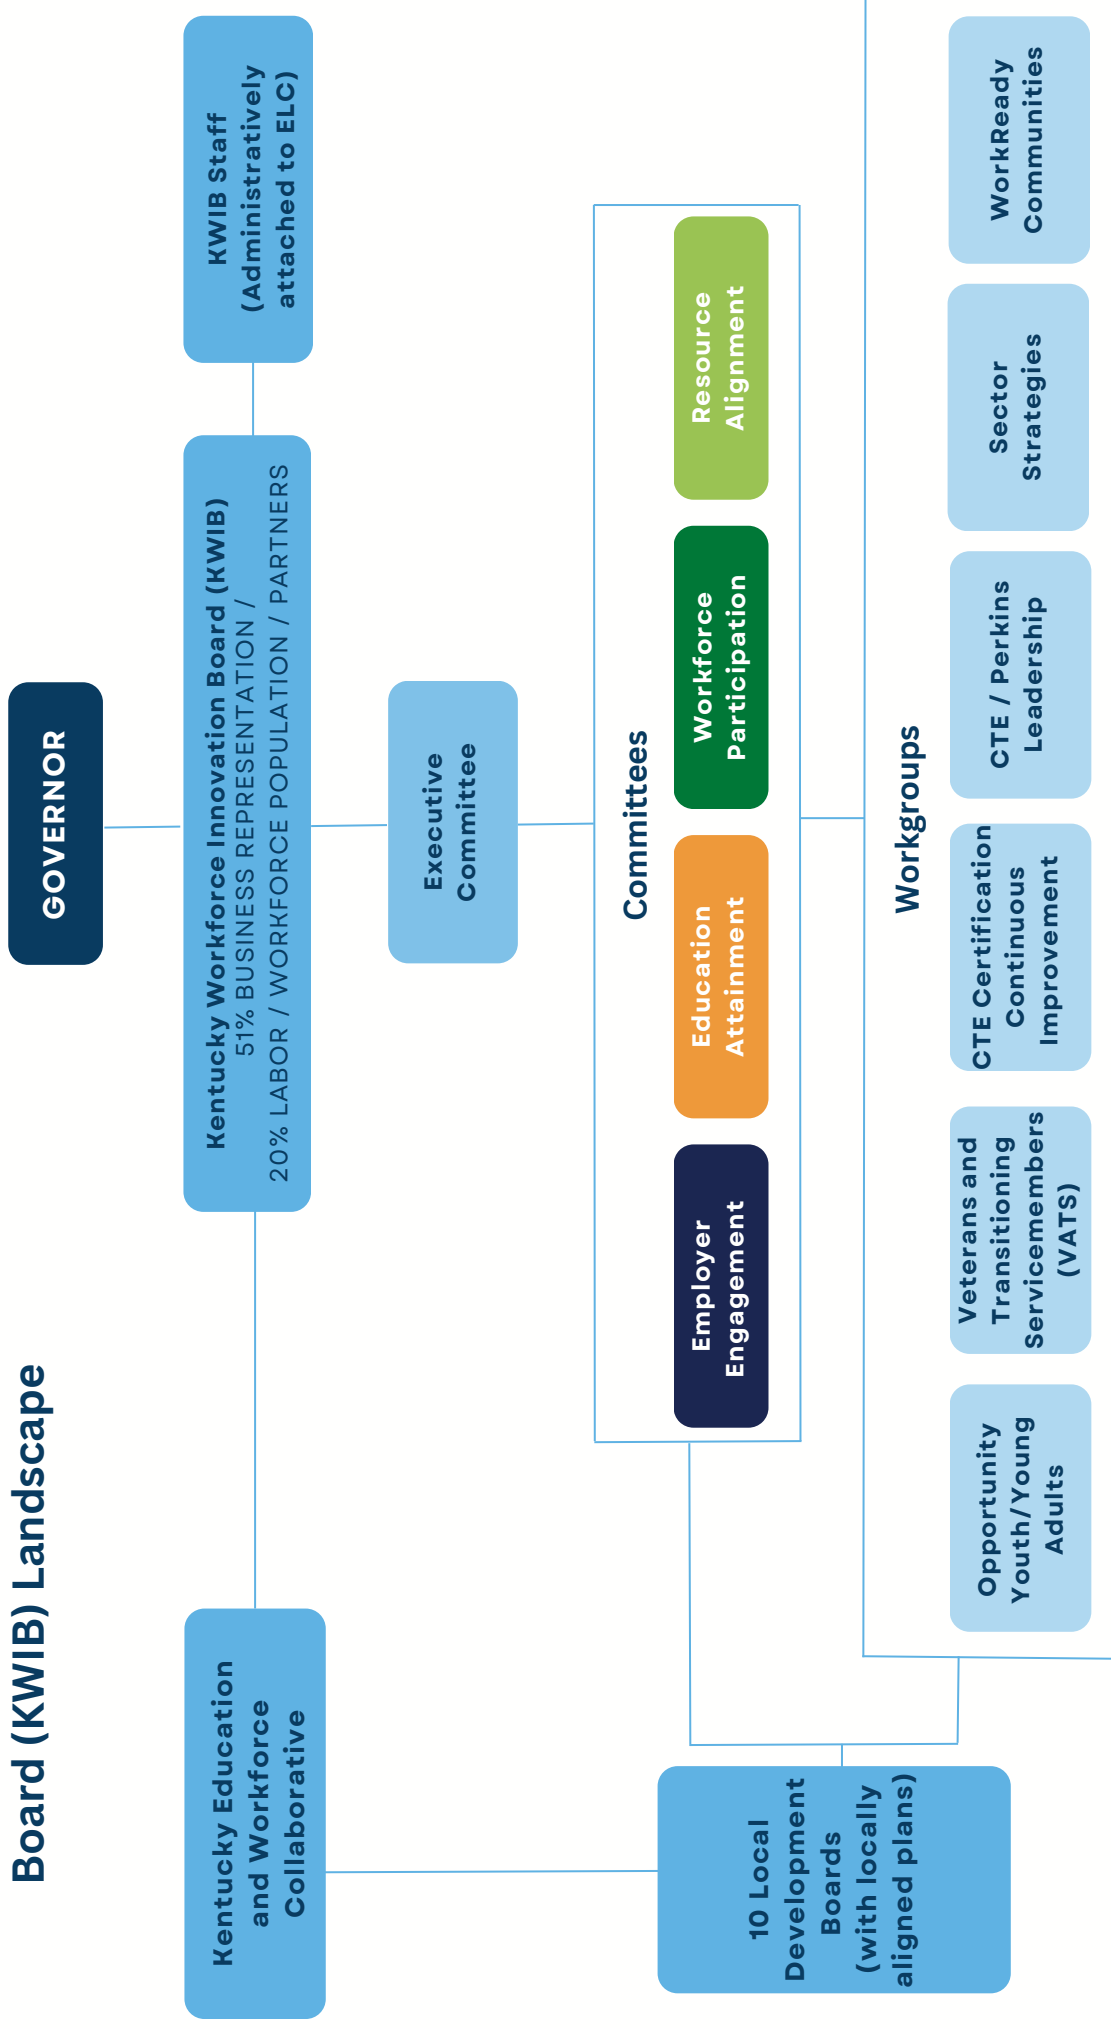 Board (KWIB) Landscape
GOVERNOR
Kentucky Education
and Workforce
Collaborative
Kentucky Workforce Innovation Board (KWIB)
51% BUSINESS REPRESENTATION /
20% LABOR / WORKFORCE POPULATION / PARTNERS
KWIB Staff
(Administratively
attached to ELC)
Executive
Committee
Committees
Employer
Engagement
Education
Attainment
Workforce
Participation
Resource
Alignment
10 Local
Development
Boards
(with locally
aligned plans)
Workgroups
Opportunity
Youth/Young
Adults
Veterans and
Transitioning
Servicemembers
(VATS)
CTE Certification
Continuous
Improvement
CTE / Perkins
Leadership
Sector
Strategies
WorkReady
Communities